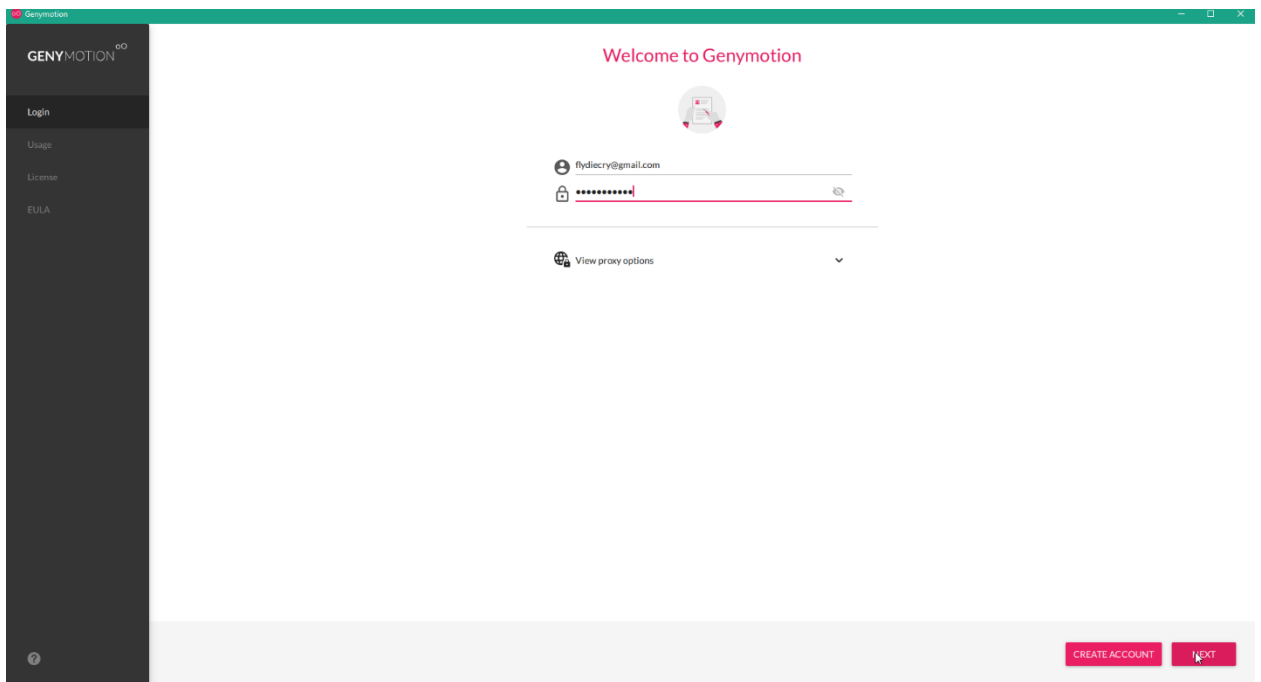 Genymotion
GENYMOTION
Welcome to Genymotion
Login
Usage
License
EULA
flydiecry@gmail.com
•••••••••••
View proxy options
CREATE ACCOUNT
NEXT